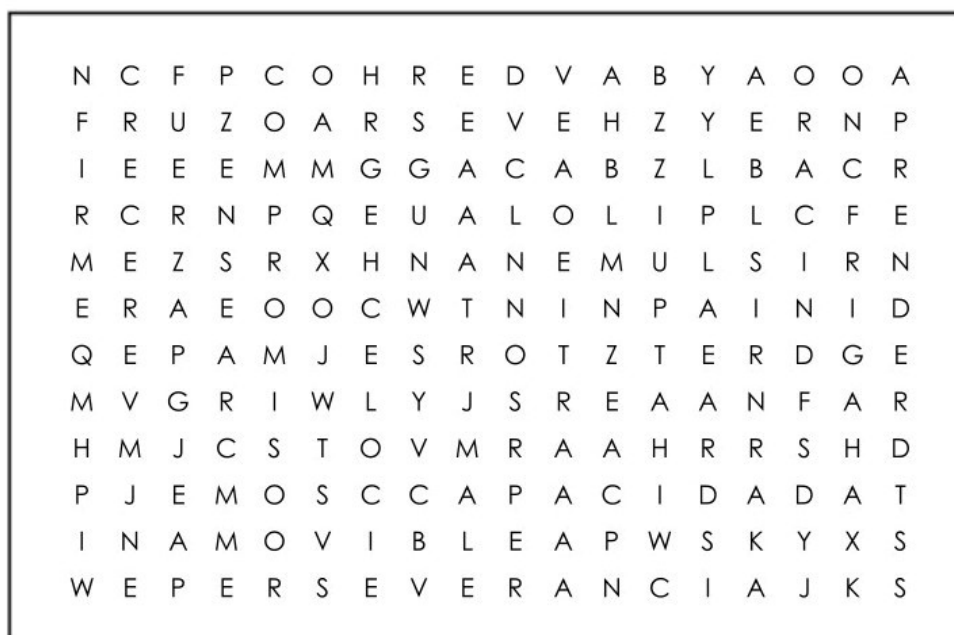 N C F P C O H R E D V A B Y A O O A
F R U Z O A R S E V E H Z Y E R N P
I E E E M M G G A C A B Z L B A C R
R C R N P Q E U A L O L I P L C F E
M E Z S R X H N A N E M U L S I R N
E R A E O O C W T N I N P A I N I D
Q E P A M J E S R O T Z T E R D G E
M V G R I W L Y J S R E A A N F A R
H M J C S T O V M R A A H R R S H D
P J E M O S C C A P A C I D A D A T
I N A M O V I B L E A P W S K Y X S
W E P E R S E V E R A N C I A J K S